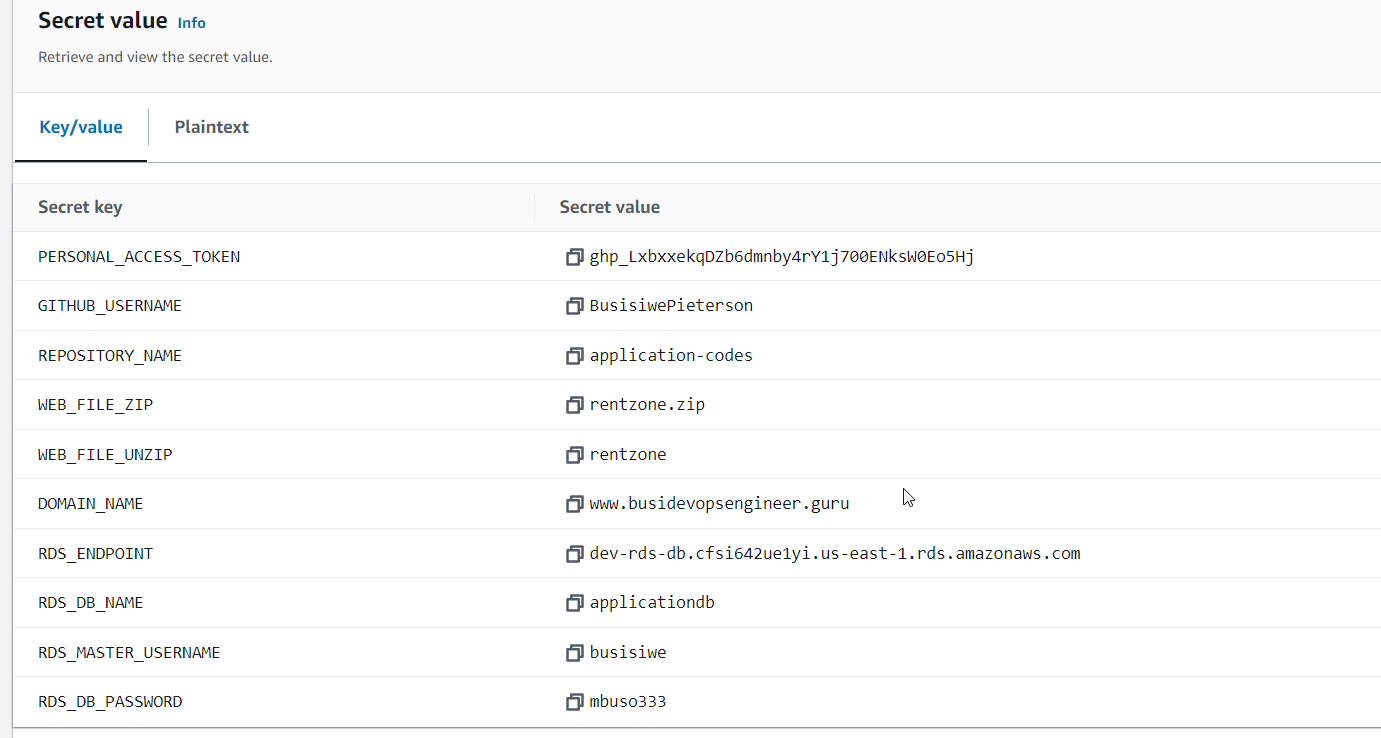 Secret value Info
Retrieve and view the secret value.
Key/value Plaintext
Secret key Secret value
PERSONAL_ACCESS_TOKEN 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
GITHUB_USERNAME BusisiwePieterson
REPOSITORY_NAME application-codes
WEB_FILE_ZIP rentzone.zip
WEB_FILE_UNZIP rentzone
DOMAIN_NAME www.busidevopsengineer.guru
RDS_ENDPOINT dev-rds-db.cfsi642ue1yi.us-east-1.rds.amazonaws.com
RDS_DB_NAME applicationdb
RDS_MASTER_USERNAME busisiwe
RDS_DB_PASSWORD mbuso333